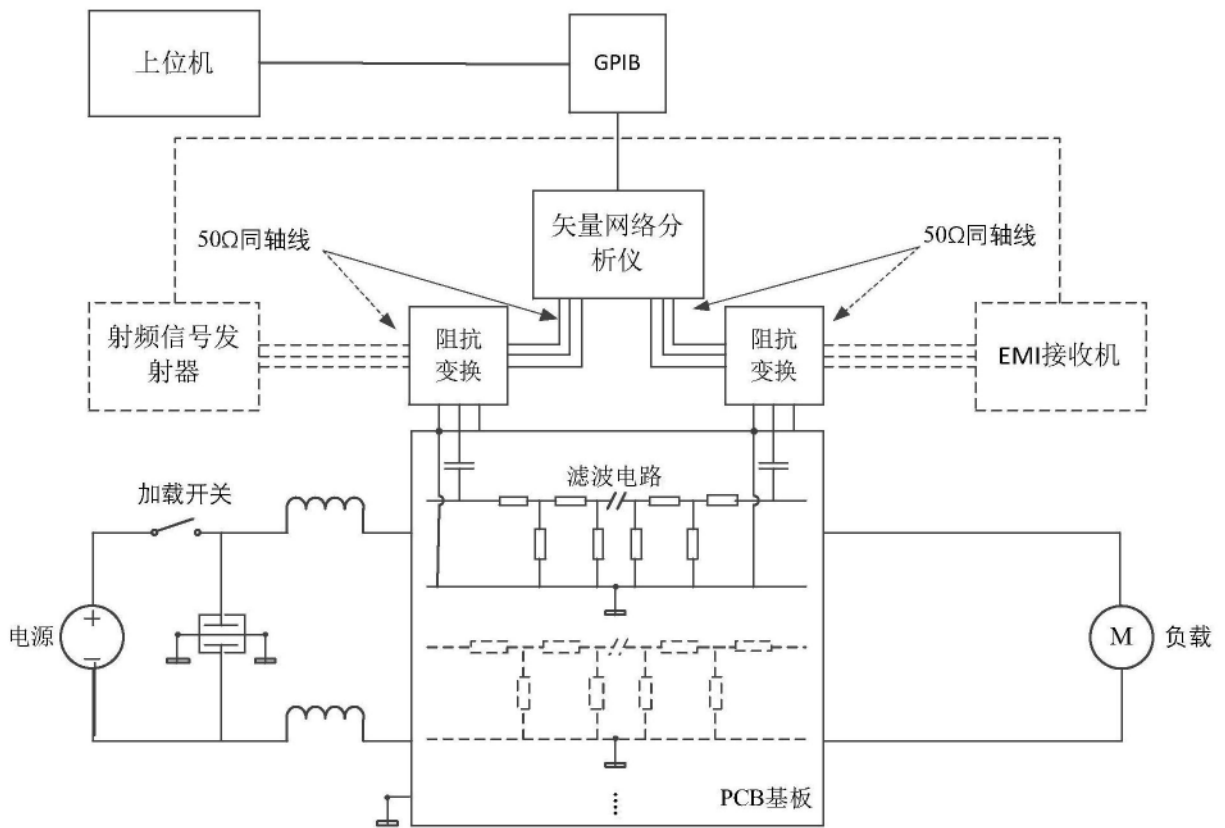 上位机
GPIB
矢量网络分
析仪
50Ω同轴线
50Ω同轴线
射频信号发
射器
阻抗
变换
阻抗
变换
EMI接收机
滤波电路
加载开关
电源
+
−
M
负载
PCB基板